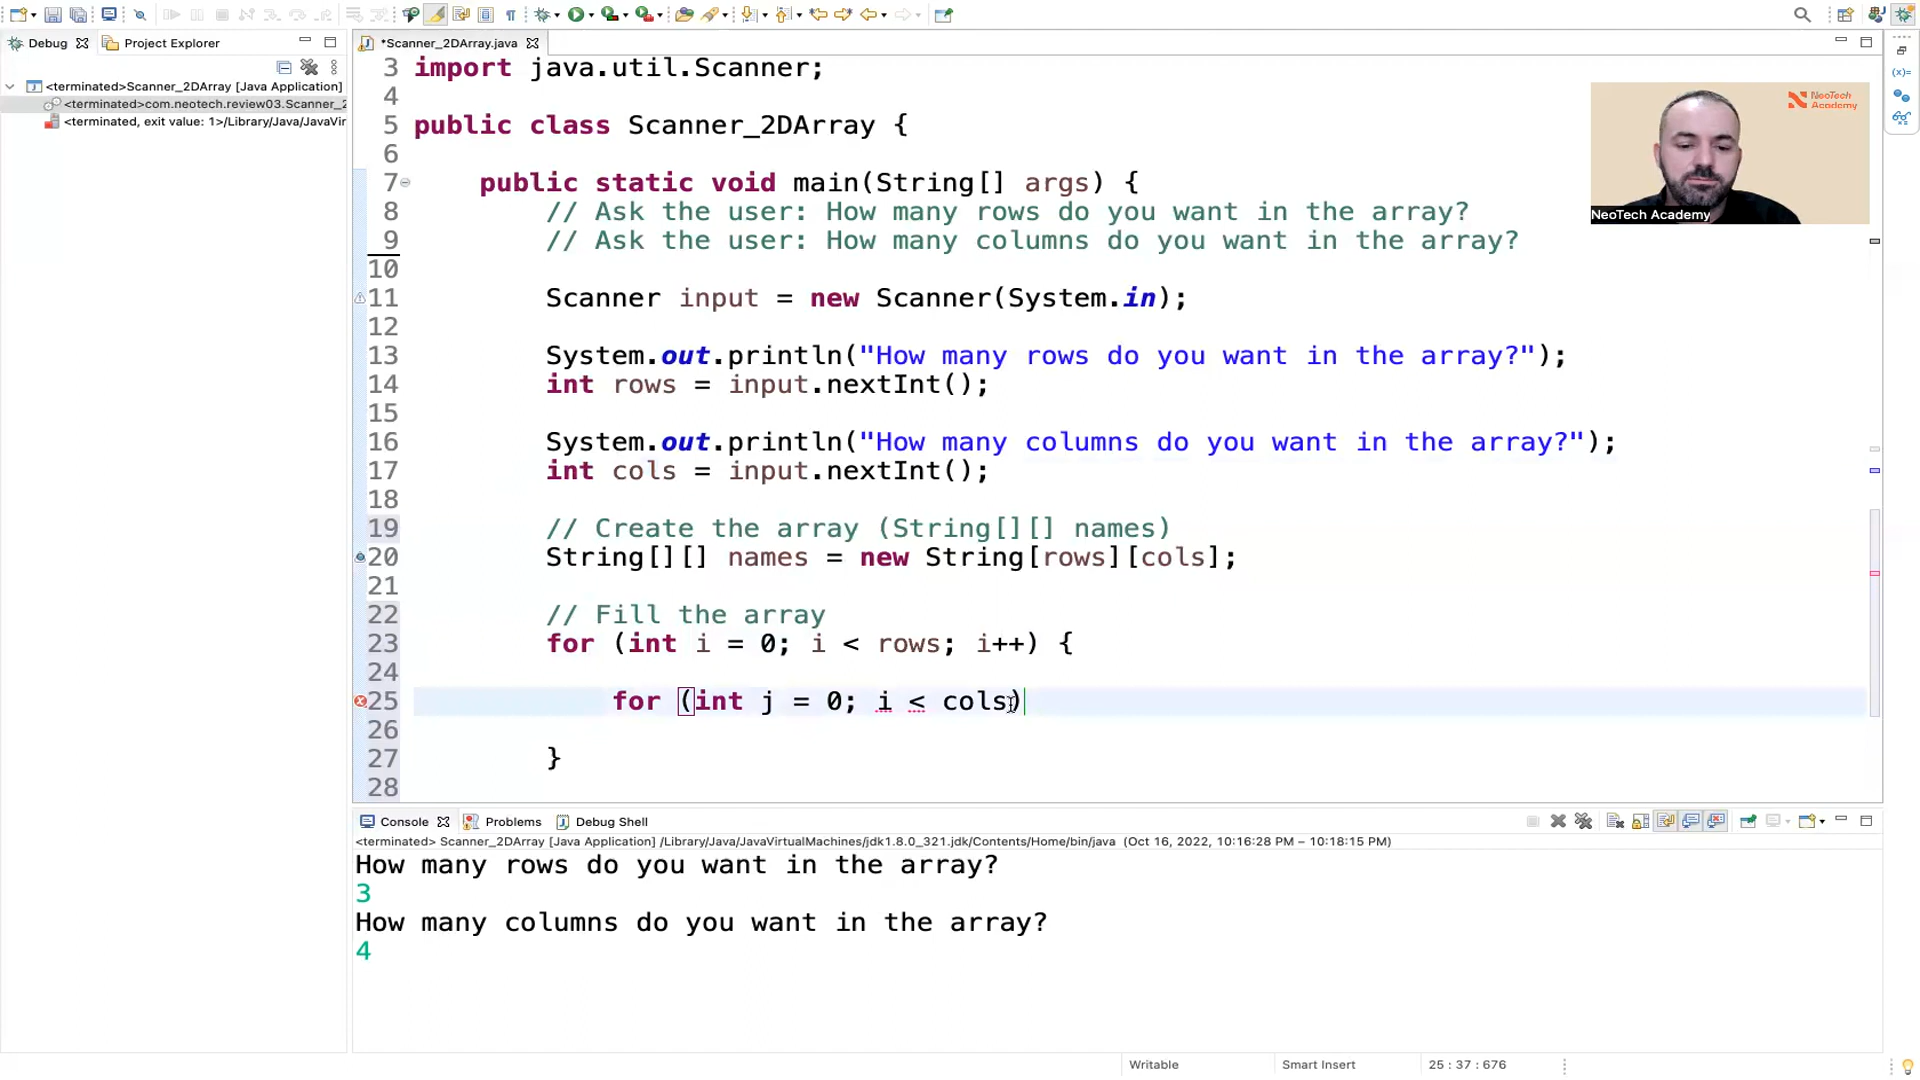 Debug
Project Explorer
*Scanner_2DArray.java
<terminated>Scanner_2DArray [Java Application]
<terminated>com.neotech.review03.Scanner_2
<terminated, exit value: 1>/Library/Java/JavaVir
NeoTech
Academy
NeoTech Academy
3 import java.util.Scanner;
4
5 public class Scanner_2DArray {
6
7 public static void main(String[] args) {
8 // Ask the user: How many rows do you want in the array?
9 // Ask the user: How many columns do you want in the array?
10
11 Scanner input = new Scanner(System.in);
12
13 System.out.println("How many rows do you want in the array?");
14 int rows = input.nextInt();
15
16 System.out.println("How many columns do you want in the array?");
17 int cols = input.nextInt();
18
19 // Create the array (String[][] names)
20 String[][] names = new String[rows][cols];
21
22 // Fill the array
23 for (int i = 0; i < rows; i++) {
24
25 for (int j = 0; i < cols)
26
27 }
28
Console
Problems
Debug Shell
<terminated> Scanner_2DArray [Java Application] /Library/Java/JavaVirtualMachines/jdk1.8.0_321.jdk/Contents/Home/bin/java (Oct 16, 2022, 10:16:28 PM – 10:18:15 PM)
How many rows do you want in the array?
3
How many columns do you want in the array?
4
Writable
Smart Insert
25 : 37 : 676